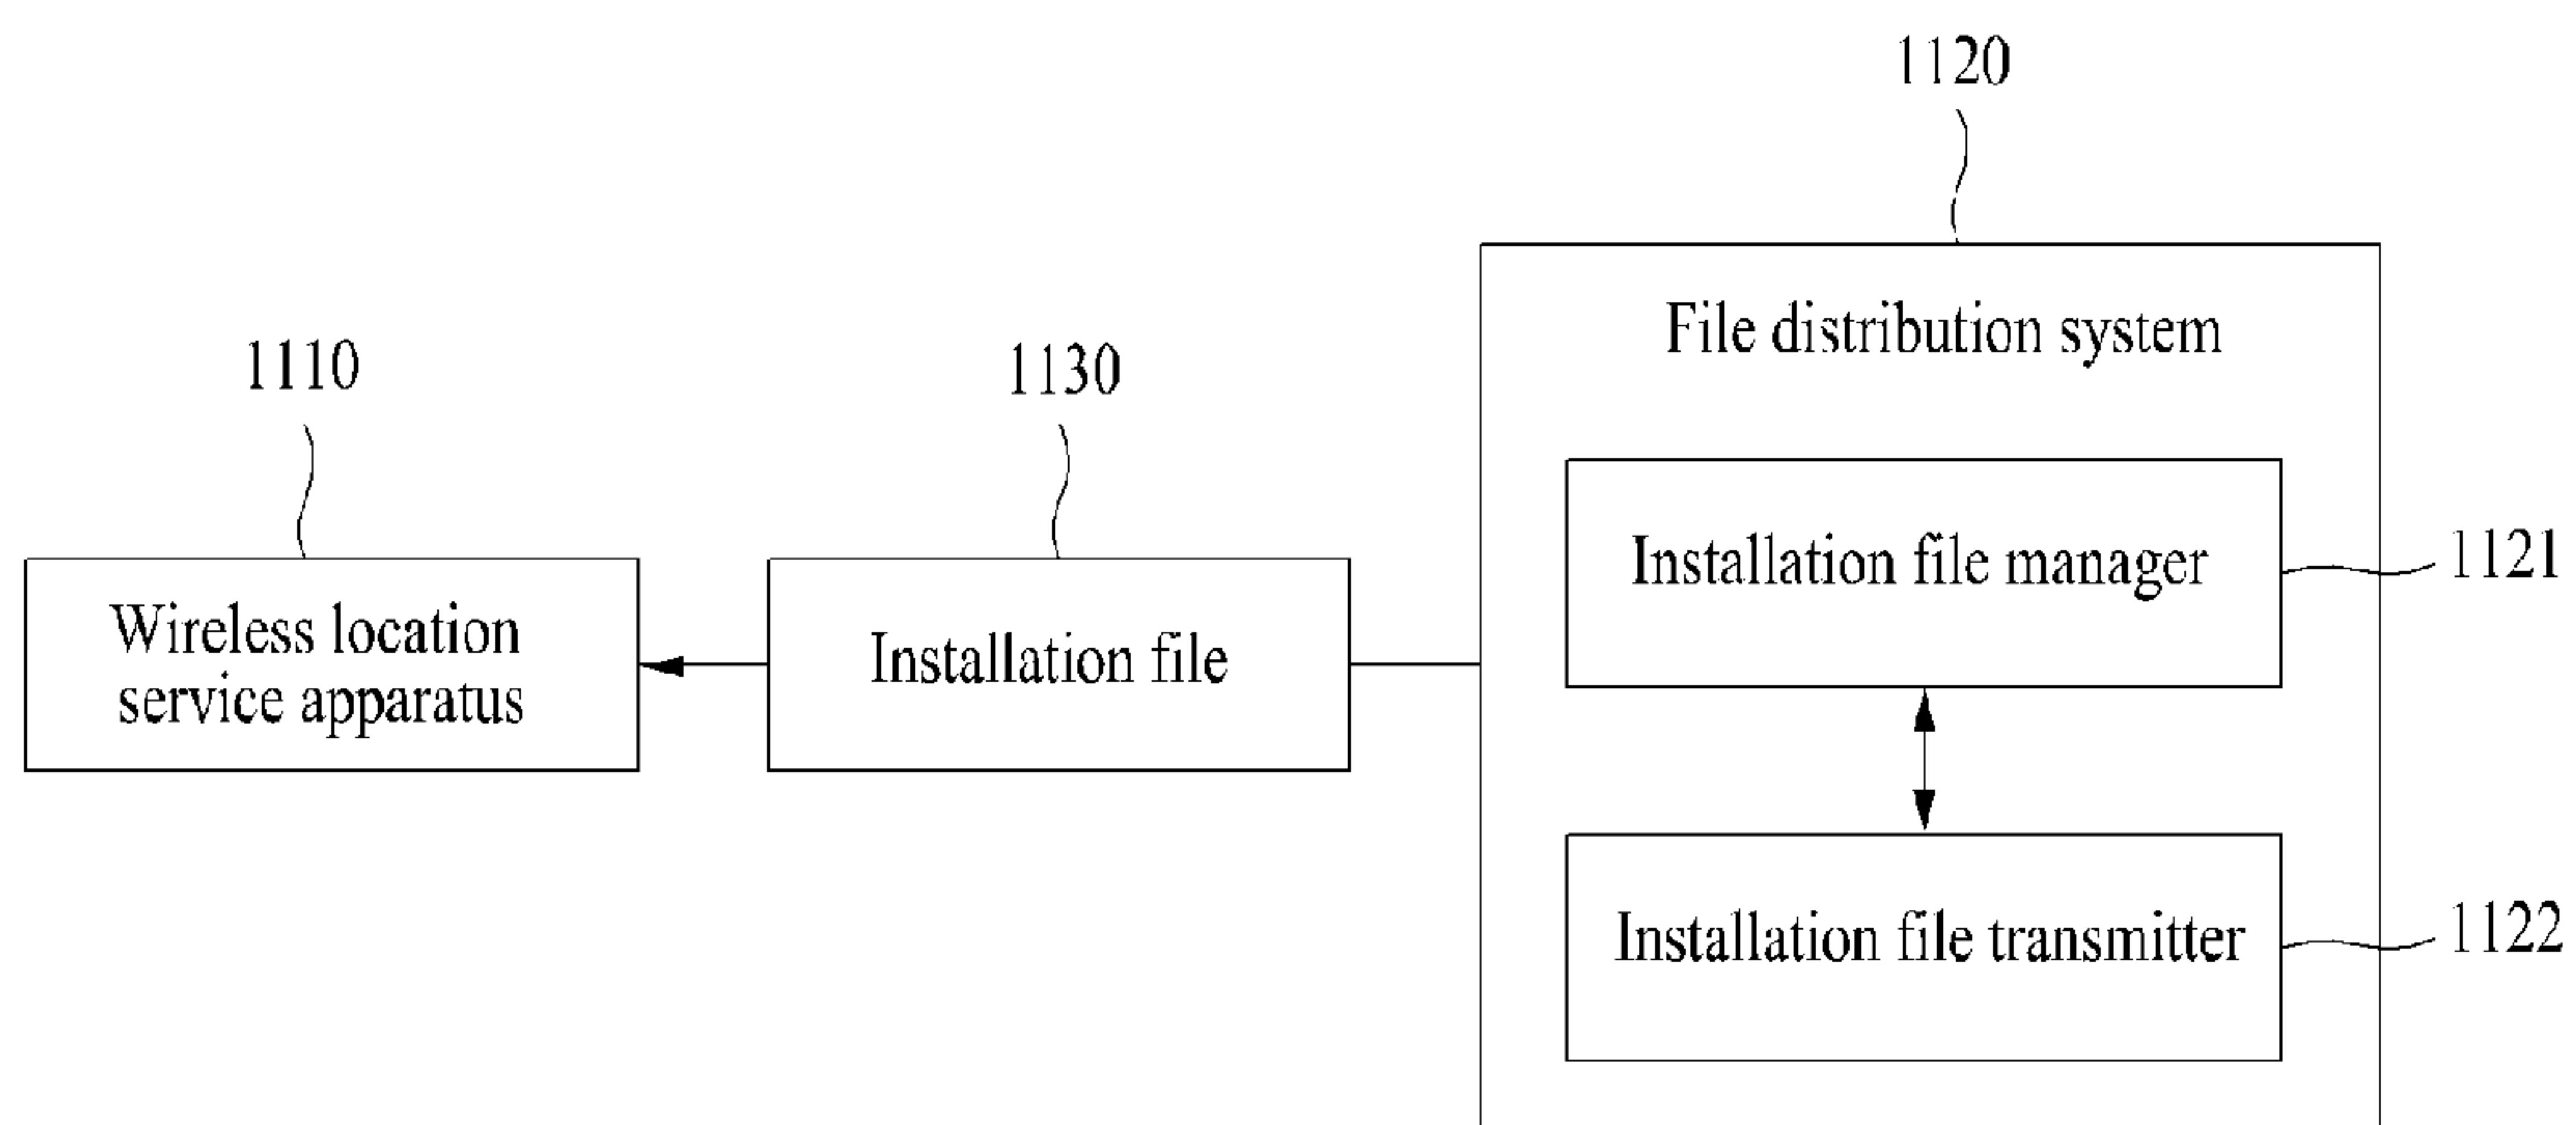 1120
File distribution system
1110
1130
Installation file manager
1121
Wireless location
service apparatus
Installation file
Installation file transmitter
1122